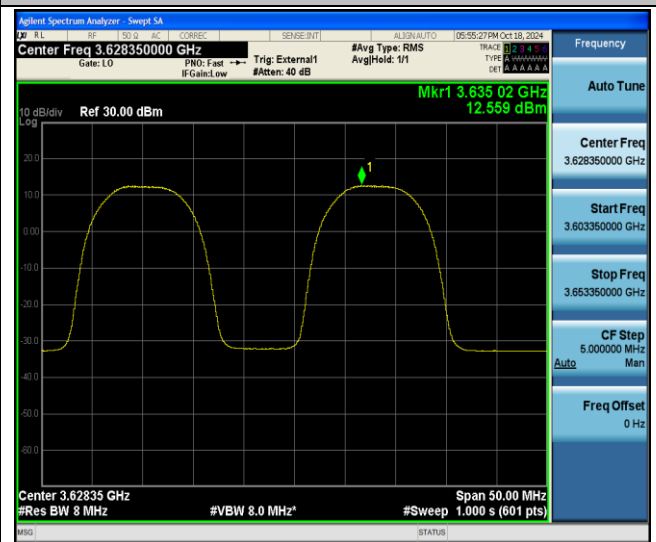 Agilent Spectrum Analyzer - Swept SA
RL RF 50 Ω AC CORREC SENSE:INT ALIGN AUTO 05:55:27 PM Oct 18, 2024
Center Freq 3.628350000 GHz #Avg Type: RMS TRACE 1 2 3 4 5 6
Gate: LO PNO: Fast Trig: External1 Avg|Hold: 1/1 TYPE
IFGain:Low #Atten: 40 dB DET A A A A A A
Frequency
Mkr1 3.635 02 GHz
12.559 dBm
10 dB/div Ref 30.00 dBm
Log
20.0
10.0
0.00
-10.0
-20.0
-30.0
-40.0
-50.0
-60.0
1
Center 3.62835 GHz Span 50.00 MHz
#Res BW 8 MHz #VBW 8.0 MHz* #Sweep 1.000 s (601 pts)
MSG STATUS
Auto Tune
Center Freq
3.628350000 GHz
Start Freq
3.603350000 GHz
Stop Freq
3.653350000 GHz
CF Step
5.000000 MHz
Auto Man
Freq Offset
0 Hz